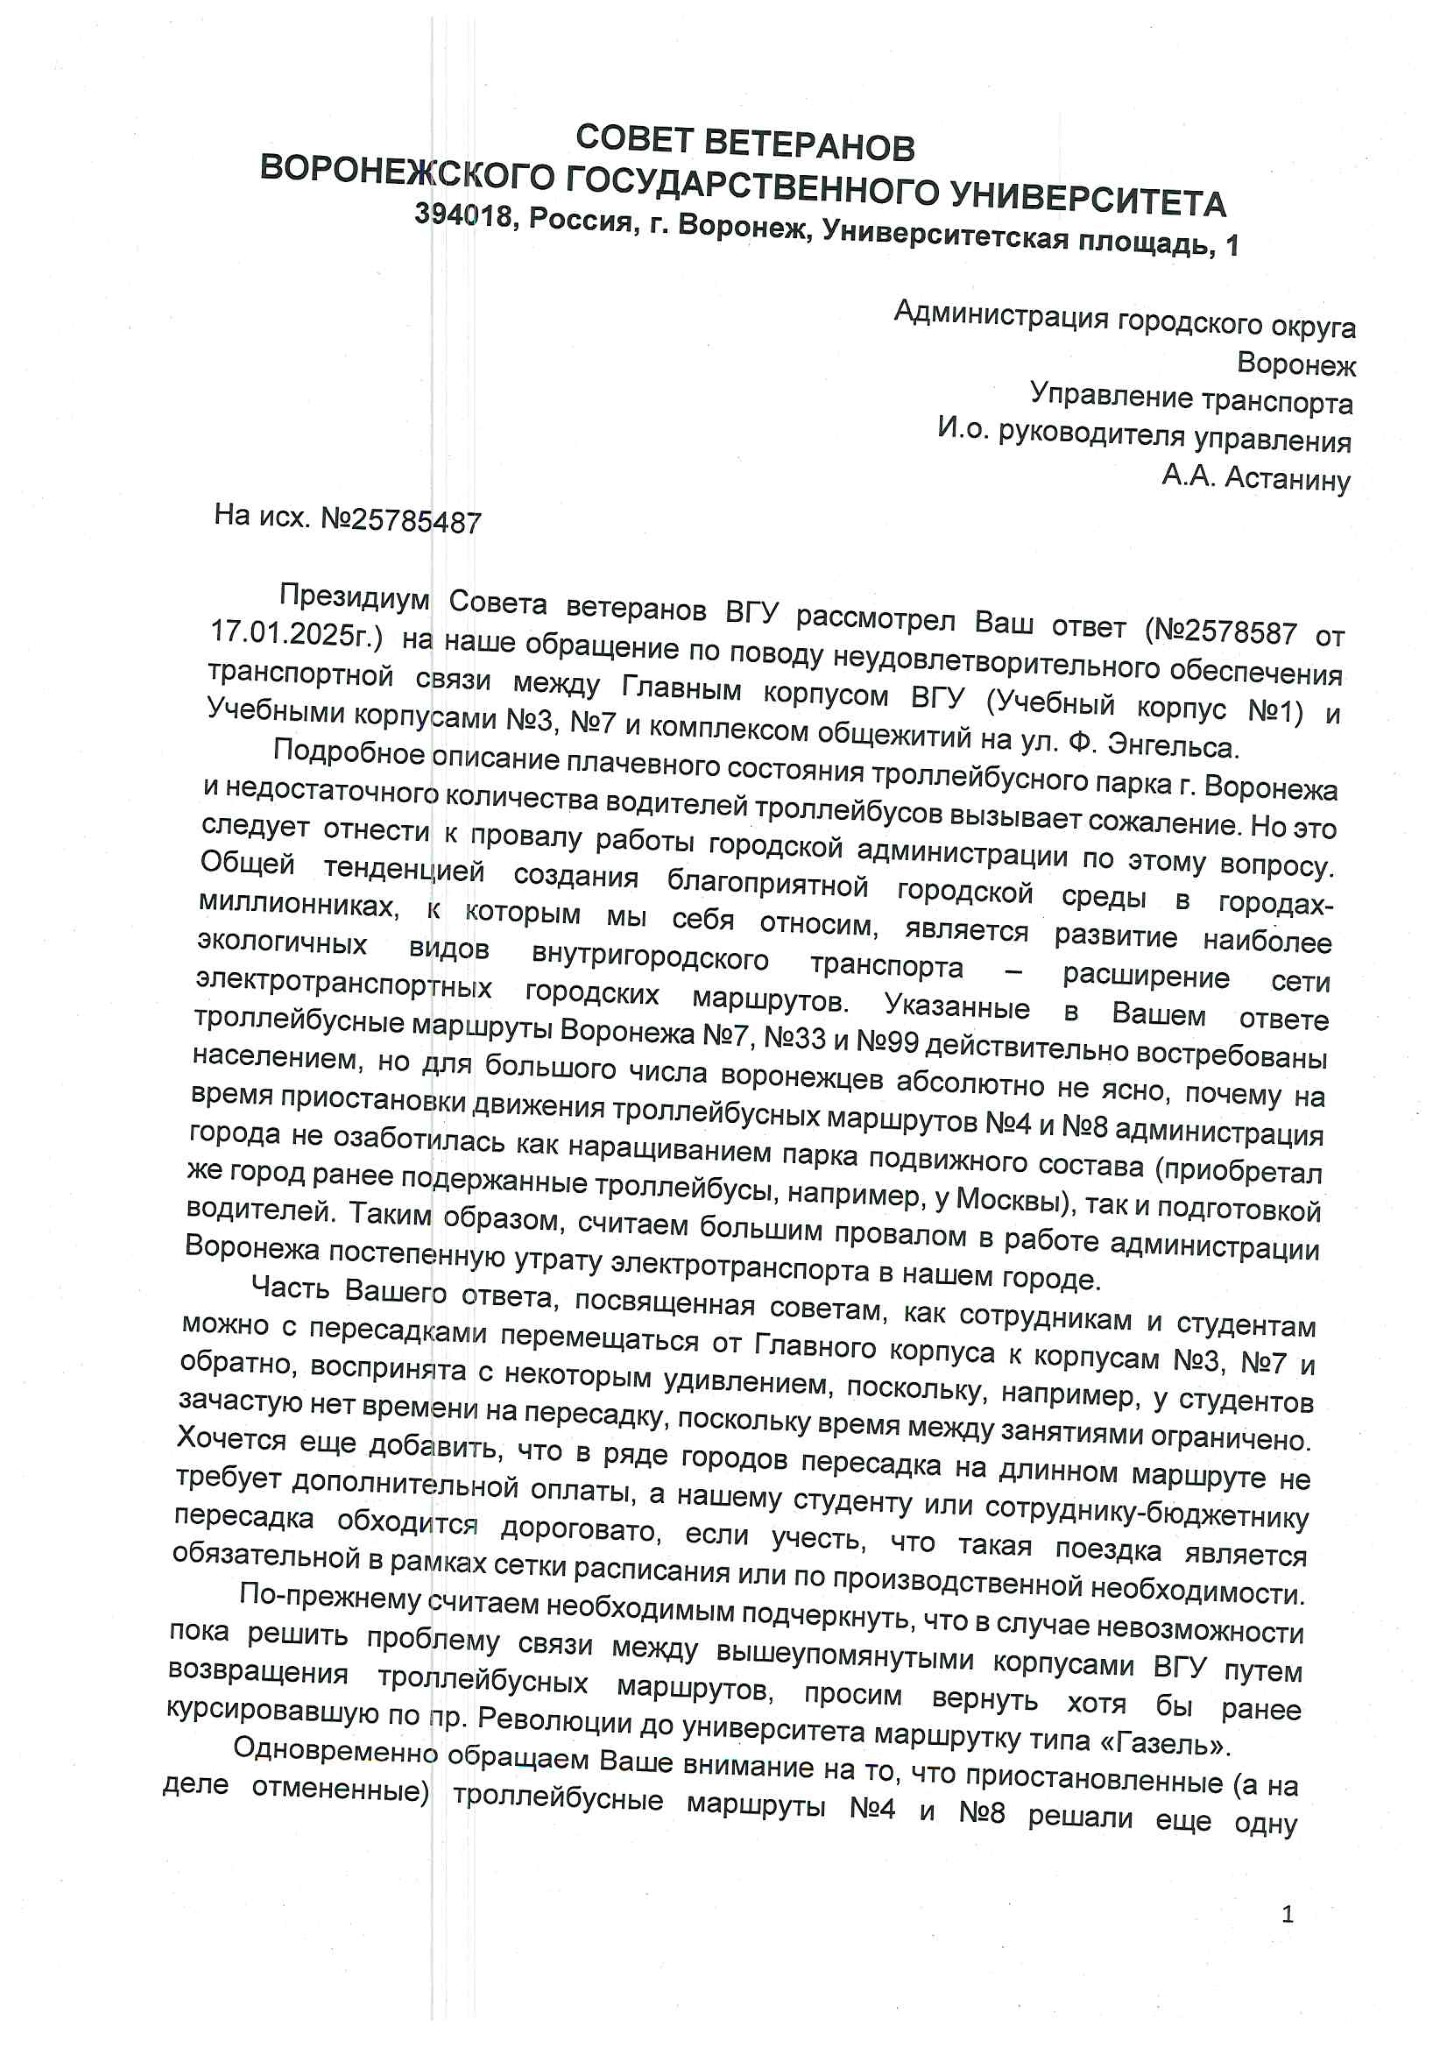 СОВЕТ ВЕТЕРАНОВ
ВОРОНЕЖСКОГО ГОСУДАРСТВЕННОГО УНИВЕРСИТЕТА
394018, Россия, г. Воронеж, Университетская площадь, 1
Администрация городского округа
Воронеж
Управление транспорта
И.о. руководителя управления
А.А. Астанину
На исх. №25785487
Президиум Совета ветеранов ВГУ рассмотрел Ваш ответ (№2578587 от
17.01.2025г.) на наше обращение по поводу неудовлетворительного обеспечения
транспортной связи между Главным корпусом ВГУ (Учебный корпус №1) и
Учебными корпусами №3, №7 и комплексом общежитий на ул. Ф. Энгельса.
Подробное описание плачевного состояния троллейбусного парка г. Воронежа
и недостаточного количества водителей троллейбусов вызывает сожаление. Но это
следует отнести к провалу работы городской администрации по этому вопросу.
Общей тенденцией создания благоприятной городской среды в городах-
миллионниках, к которым мы себя относим, является развитие наиболее
экологичных видов внутригородского транспорта – расширение сети
электротранспортных городских маршрутов. Указанные в Вашем ответе
троллейбусные маршруты Воронежа №7, №33 и №99 действительно востребованы
населением, но для большого числа воронежцев абсолютно не ясно, почему на
время приостановки движения троллейбусных маршрутов №4 и №8 администрация
города не озаботилась как наращиванием парка подвижного состава (приобретал
же город ранее подержанные троллейбусы, например, у Москвы), так и подготовкой
водителей. Таким образом, считаем большим провалом в работе администрации
Воронежа постепенную утрату электротранспорта в нашем городе.
Часть Вашего ответа, посвященная советам, как сотрудникам и студентам
можно с пересадками перемещаться от Главного корпуса к корпусам №3, №7 и
обратно, воспринята с некоторым удивлением, поскольку, например, у студентов
зачастую нет времени на пересадку, поскольку время между занятиями ограничено.
Хочется еще добавить, что в ряде городов пересадка на длинном маршруте не
требует дополнительной оплаты, а нашему студенту или сотруднику-бюджетнику
пересадка обходится дороговато, если учесть, что такая поездка является
обязательной в рамках сетки расписания или по производственной необходимости.
По-прежнему считаем необходимым подчеркнуть, что в случае невозможности
пока решить проблему связи между вышеупомянутыми корпусами ВГУ путем
возвращения троллейбусных маршрутов, просим вернуть хотя бы ранее
курсировавшую по пр. Революции до университета маршрутку типа «Газель».
Одновременно обращаем Ваше внимание на то, что приостановленные (а на
деле отмененные) троллейбусные маршруты №4 и №8 решали еще одну
1